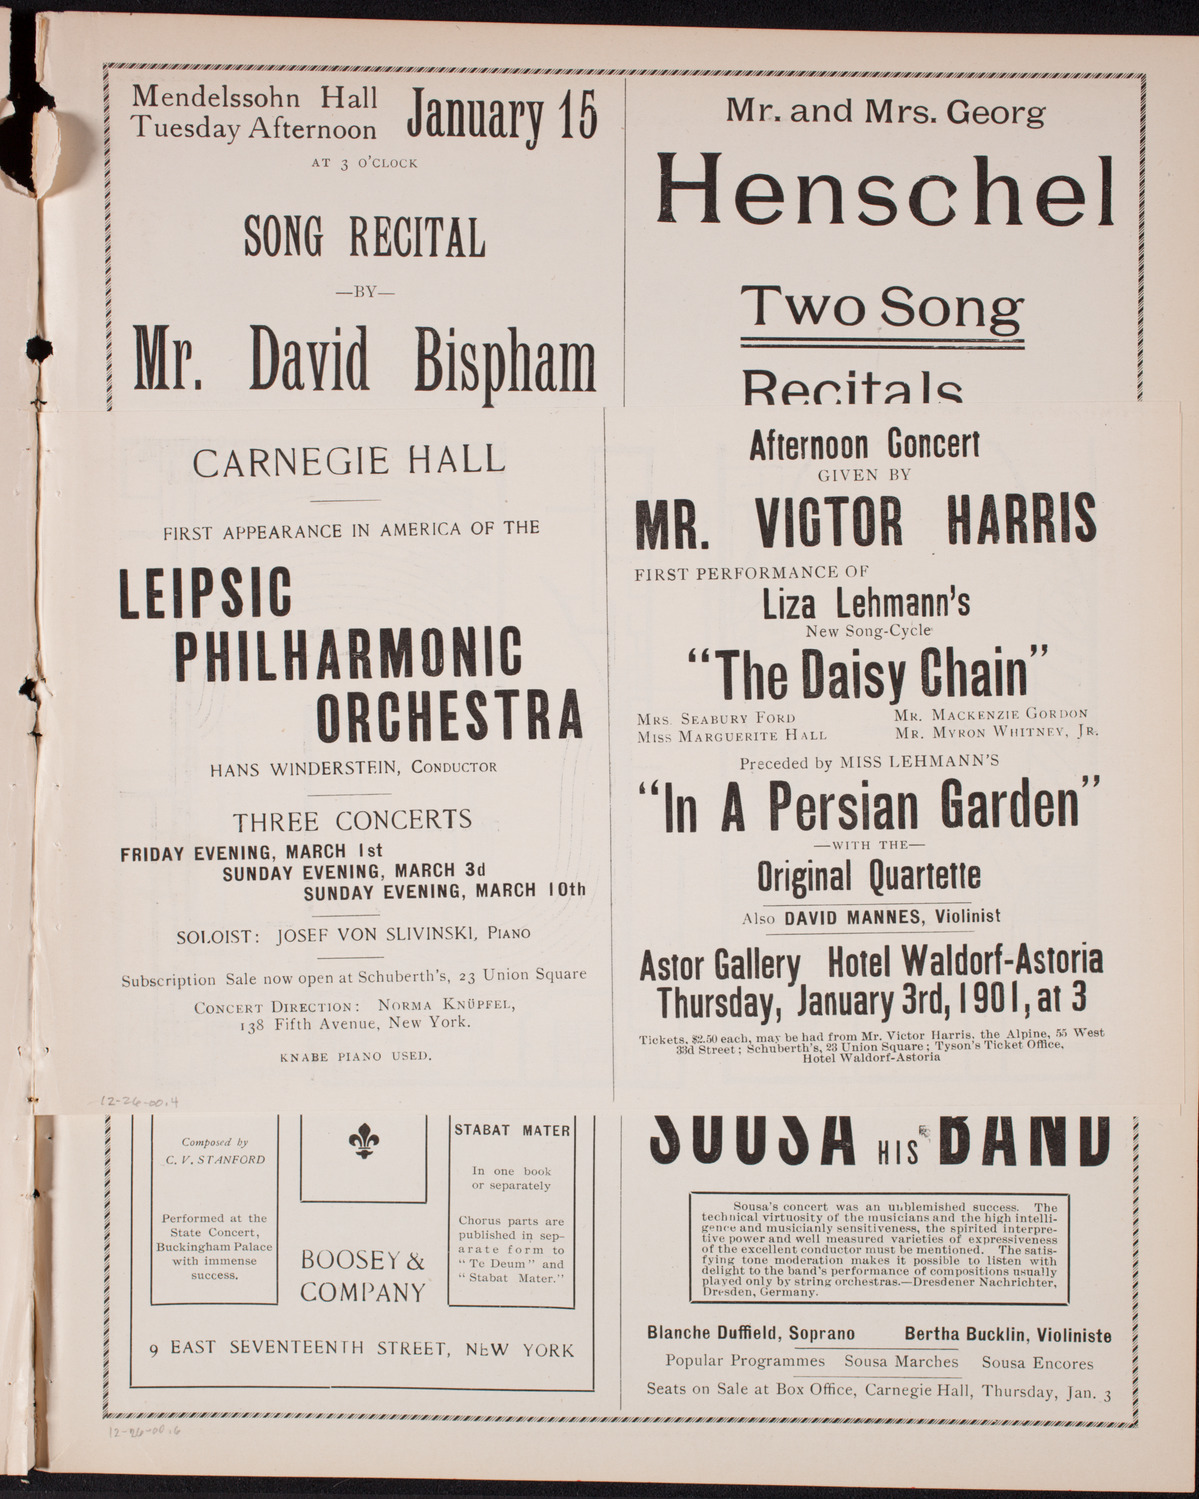 Mendelssohn Hall
Tuesday Afternoon
January 15
AT 3 O'CLOCK
SONG RECITAL
—BY—
Mr. David Bispham
Mr. and Mrs. Georg
Henschel
Two Song
Recitals
CARNEGIE HALL
FIRST APPEARANCE IN AMERICA OF THE
LEIPSIC
PHILHARMONIC
ORCHESTRA
HANS WINDERSTEIN, CONDUCTOR
THREE CONCERTS
FRIDAY EVENING, MARCH 1st
SUNDAY EVENING, MARCH 3d
SUNDAY EVENING, MARCH 10th
SOLOIST: JOSEF VON SLIVINSKI, PIANO
Subscription Sale now open at Schuberth's, 23 Union Square
CONCERT DIRECTION: NORMA KNÜPFEL,
138 Fifth Avenue, New York.
KNABE PIANO USED.
12-26-00.4
Afternoon Concert
GIVEN BY
MR. VICTOR HARRIS
FIRST PERFORMANCE OF
Liza Lehmann's
New Song-Cycle
"The Daisy Chain"
MRS. SEABURY FORD
MR. MACKENZIE GORDON
MISS MARGUERITE HALL
MR. MYRON WHITNEY, JR.
Preceded by MISS LEHMANN'S
"In A Persian Garden"
—WITH THE—
Original Quartette
Also DAVID MANNES, Violinist
Astor Gallery Hotel Waldorf-Astoria
Thursday, January 3rd, 1901, at 3
Tickets, $2.50 each, may be had from Mr. Victor Harris, the Alpine, 55 West
33d Street; Schuberth's, 23 Union Square; Tyson's Ticket Office,
Hotel Waldorf-Astoria
Composed by
C. V. STANFORD
Performed at the
State Concert,
Buckingham Palace
with immense
success.
BOOSEY &
COMPANY
STABAT MATER
In one book
or separately
Chorus parts are
published in sep-
arate form to
"Te Deum" and
"Stabat Mater."
9 EAST SEVENTEENTH STREET, NEW YORK
12-26-00.6
SOUSA HIS BAND
Sousa's concert was an unblemished success. The
technical virtuosity of the musicians and the high intelli-
gence and musicianly sensitiveness, the spirited interpre-
tive power and well measured varieties of expressiveness
of the excellent conductor must be mentioned. The satis-
fying tone moderation makes it possible to listen with
delight to the band's performance of compositions usually
played only by string orchestras.—Dresdener Nachrichter,
Dresden, Germany.
Blanche Duffield, Soprano
Bertha Bucklin, Violiniste
Popular Programmes Sousa Marches Sousa Encores
Seats on Sale at Box Office, Carnegie Hall, Thursday, Jan. 3